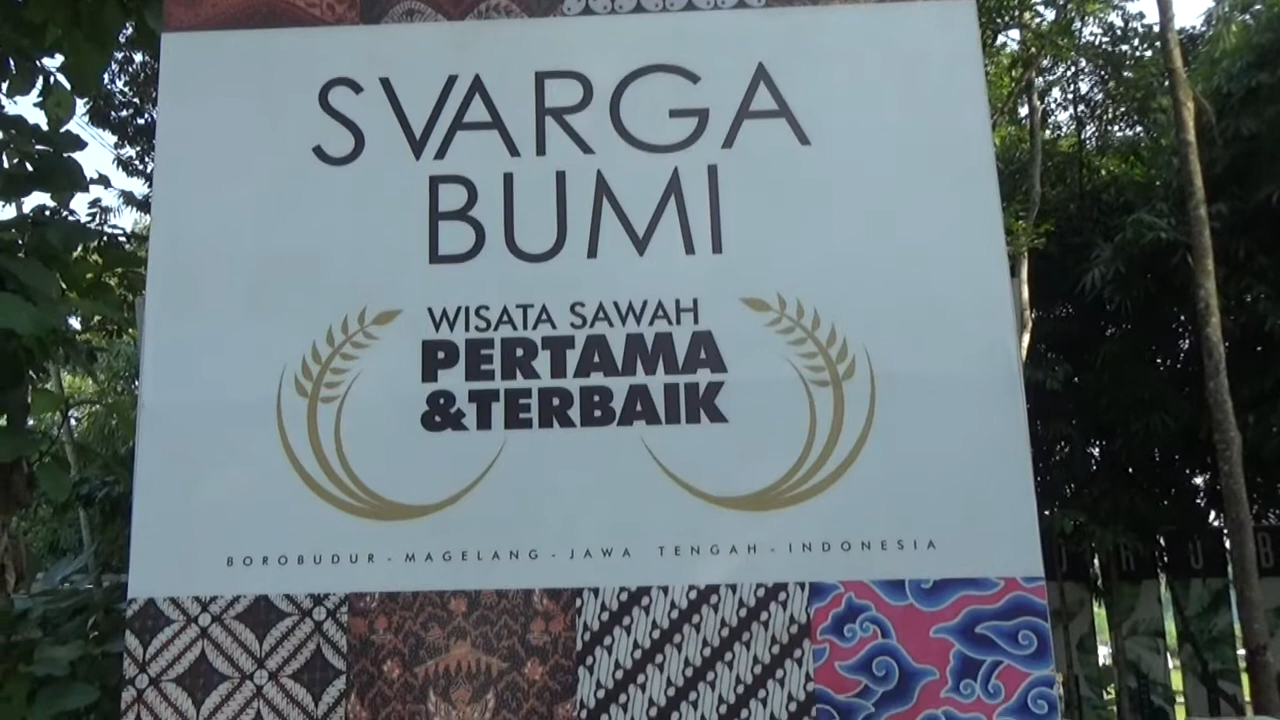 SVARGA
BUMI
WISATA SAWAH
PERTAMA
&TERBAIK
BOROBUDUR - MAGELANG - JAWA TENGAH - INDONESIA